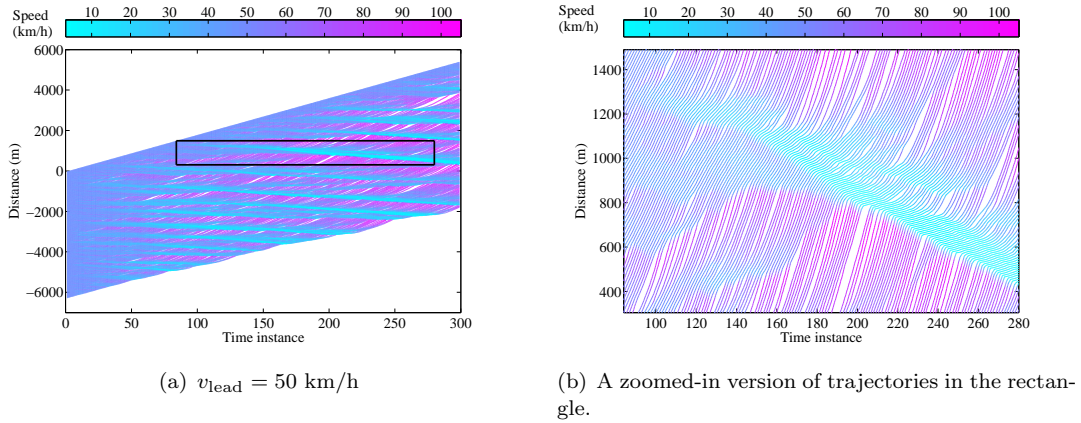 Speed
(km/h)
10 20 30 40 50 60 70 80 90 100
6000
4000
2000
0
−2000
−4000
−6000
Distance (m)
0 50 100 150 200 250 300
Time instance
(a) v_lead = 50 km/h
Speed
(km/h)
10 20 30 40 50 60 70 80 90 100
1400
1200
1000
800
600
400
Distance (m)
100 120 140 160 180 200 220 240 260 280
Time instance
(b) A zoomed-in version of trajectories in the rectan-
gle.